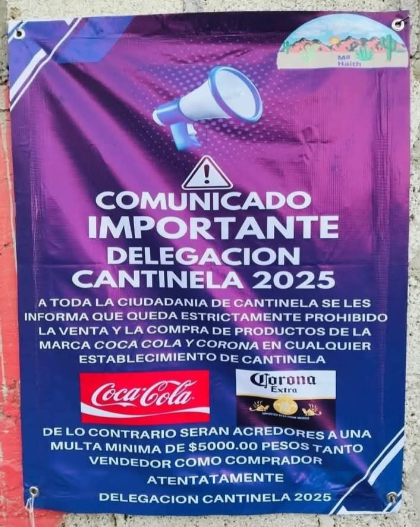 Mª
Haith
COMUNICADO
IMPORTANTE
DELEGACION
CANTINELA 2025
A TODA LA CIUDADANIA DE CANTINELA SE LES
INFORMA QUE QUEDA ESTRICTAMENTE PROHIBIDO
LA VENTA Y LA COMPRA DE PRODUCTOS DE LA
MARCA COCA COLA Y CORONA EN CUALQUIER
ESTABLECIMIENTO DE CANTINELA
Coca-Cola
Corona
Extra
DE LO CONTRARIO SERAN ACREDORES A UNA
MULTA MINIMA DE $5000.00 PESOS TANTO
VENDEDOR COMO COMPRADOR
ATENTATAMENTE
DELEGACION CANTINELA 2025